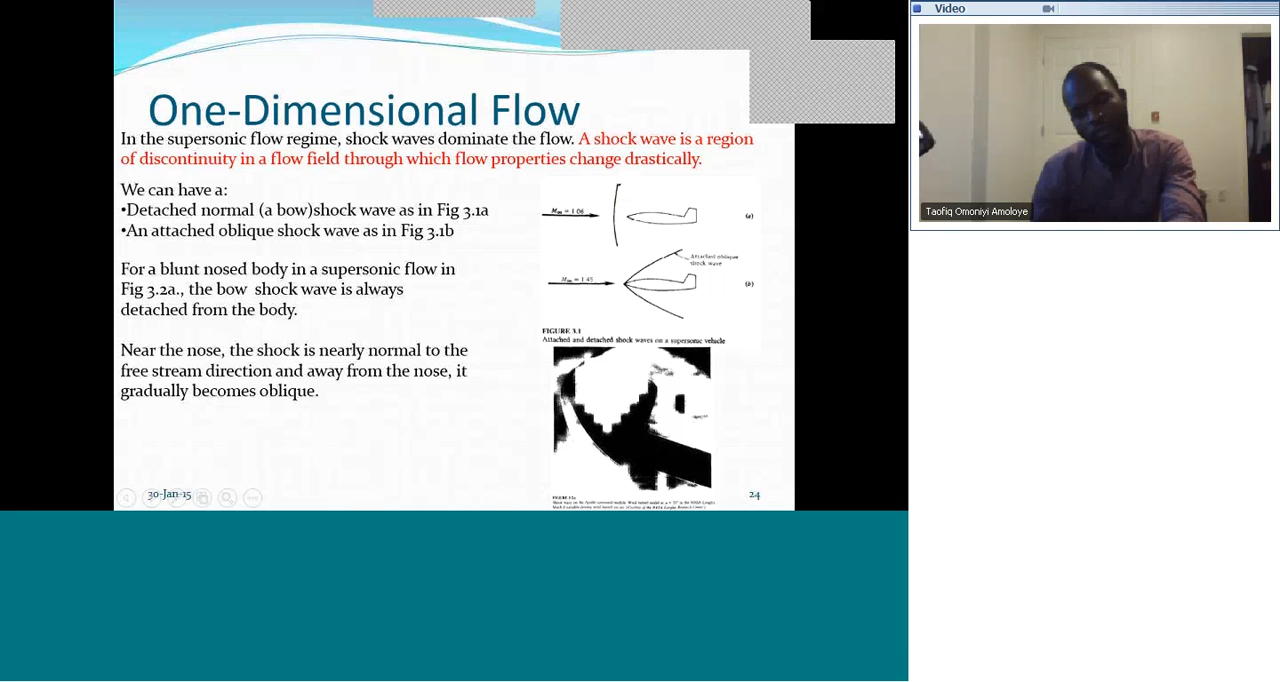 Video
One-Dimensional Flow
In the supersonic flow regime, shock waves dominate the flow. A shock wave is a region
of discontinuity in a flow field through which flow properties change drastically.
We can have a:
•Detached normal (a bow)shock wave as in Fig 3.1a
•An attached oblique shock wave as in Fig 3.1b
For a blunt nosed body in a supersonic flow in
Fig 3.2a., the bow shock wave is always
detached from the body.
Near the nose, the shock is nearly normal to the
free stream direction and away from the nose, it
gradually becomes oblique.
M∞ = 1.06
(a)
Attached oblique
shock wave
M∞ = 1.45
(b)
FIGURE 3.1
Attached and detached shock waves on a supersonic vehicle
30-Jan-15
24
Taofiq Omoniyi Amoloye